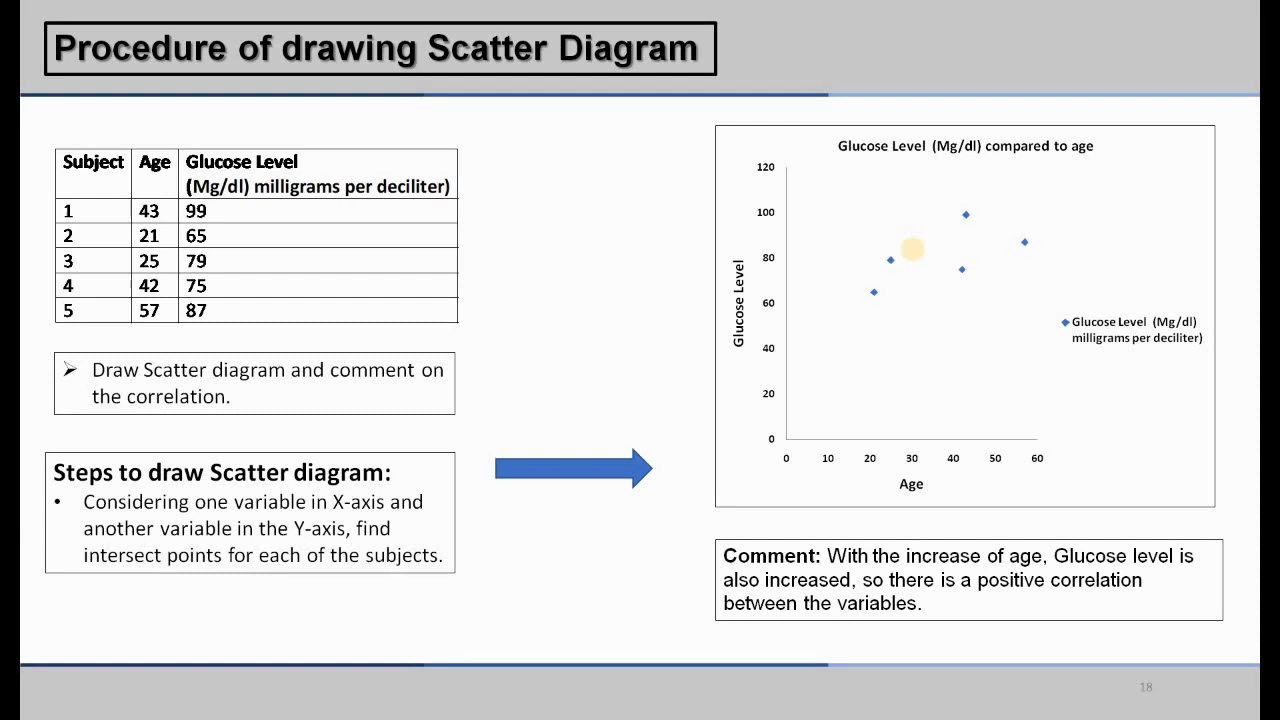 Procedure of drawing Scatter Diagram
Subject Age Glucose Level
(Mg/dl) milligrams per deciliter)
1 43 99
2 21 65
3 25 79
4 42 75
5 57 87
Draw Scatter diagram and comment on
the correlation.
Steps to draw Scatter diagram:
• Considering one variable in X-axis and
another variable in the Y-axis, find
intersect points for each of the subjects.
Glucose Level (Mg/dl) compared to age
120
100
80
60
40
20
0
Glucose Level
0 10 20 30 40 50 60
Age
Glucose Level (Mg/dl)
milligrams per deciliter)
Comment: With the increase of age, Glucose level is
also increased, so there is a positive correlation
between the variables.
18